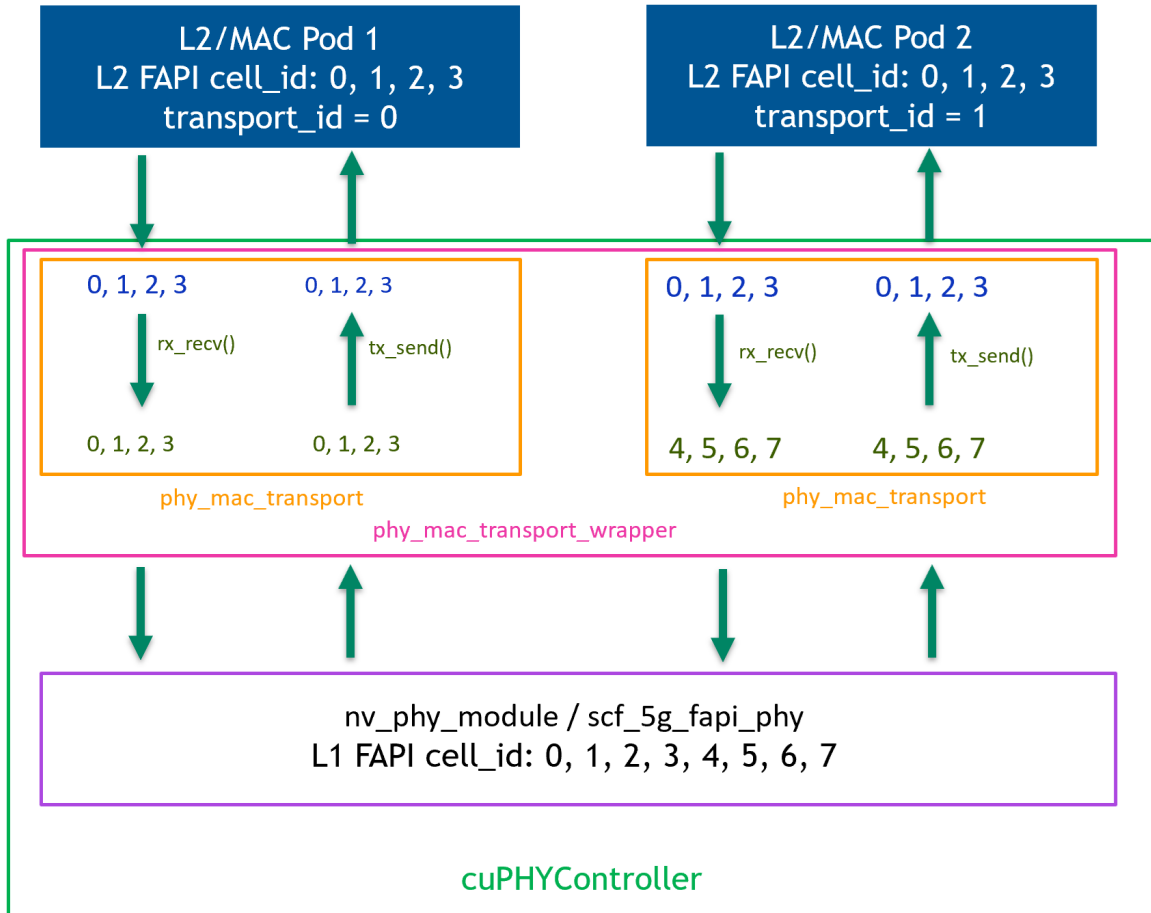 L2/MAC Pod 1
L2 FAPI cell_id: 0, 1, 2, 3
transport_id = 0
L2/MAC Pod 2
L2 FAPI cell_id: 0, 1, 2, 3
transport_id = 1
0, 1, 2, 3
0, 1, 2, 3
rx_recv()
tx_send()
0, 1, 2, 3
0, 1, 2, 3
phy_mac_transport
0, 1, 2, 3
0, 1, 2, 3
rx_recv()
tx_send()
4, 5, 6, 7
4, 5, 6, 7
phy_mac_transport
phy_mac_transport_wrapper
nv_phy_module / scf_5g_fapi_phy
L1 FAPI cell_id: 0, 1, 2, 3, 4, 5, 6, 7
cuPHYController